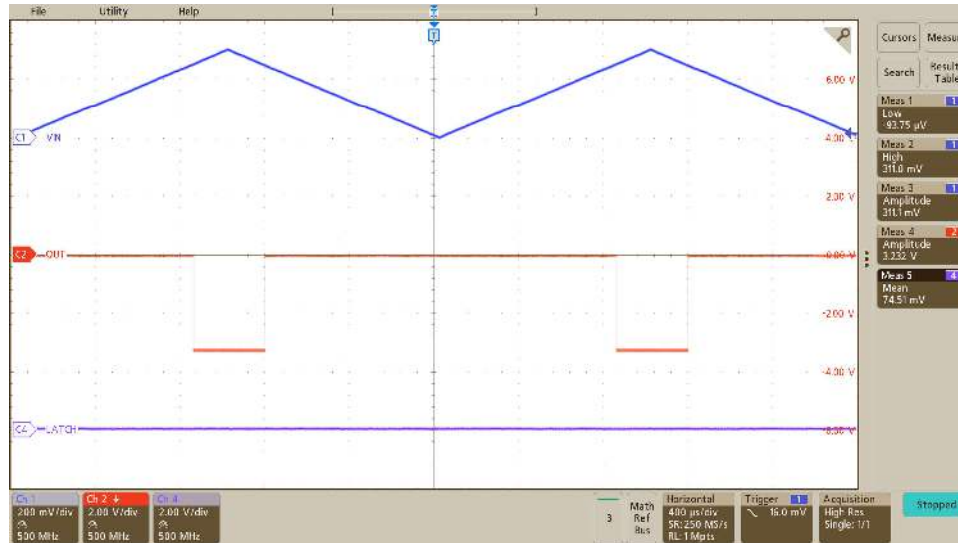 File Utility Help
Cursors Measu
Search Result
Table
Meas 1 1
Low
-93.75 µV
Meas 2 1
High
311.0 mV
Meas 3 1
Amplitude
311.1 mV
Meas 4 2
Amplitude
3.232 V
Meas 5 4
Mean
74.51 mV
T
6.00 V
C1 VIN 4.00 V
2.00 V
C2 OUT 0.00 V
-2.00 V
-4.00 V
C4 LATCH
Ch 1
200 mV/div
500 MHz
Ch 2
2.00 V/div
500 MHz
Ch 4
2.00 V/div
500 MHz
3
Math
Ref
Bus
Horizontal
400 µs/div
SR: 250 MS/s
RL: 1 Mpts
Trigger 1
16.0 mV
Acquisition
High Res
Single: 1/1
Stopped